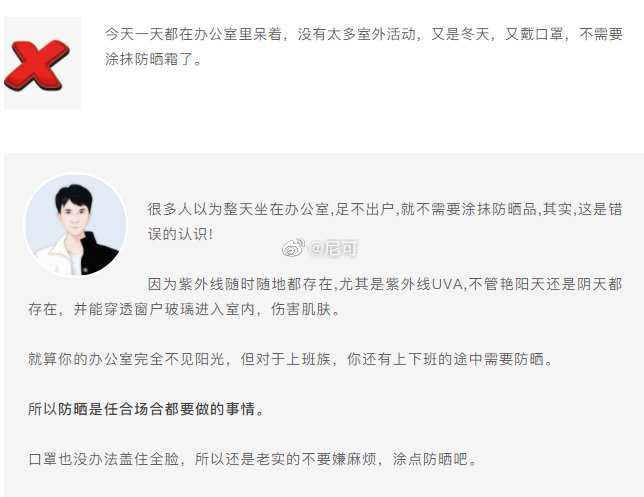 今天一天都在办公室里呆着，没有太多室外活动，又是冬天，又戴口罩，不需要
涂抹防晒霜了。
很多人以为整天坐在办公室,足不出户,就不需要涂抹防晒品,其实,这是错
误的认识!
@尼可
因为紫外线随时随地都存在,尤其是紫外线UVA,不管艳阳天还是阴天都
存在，并能穿透窗户玻璃进入室内，伤害肌肤。
就算你的办公室完全不见阳光，但对于上班族，你还有上下班的途中需要防晒。
所以防晒是任合场合都要做的事情。
口罩也没办法盖住全脸，所以还是老实的不要嫌麻烦，涂点防晒吧。